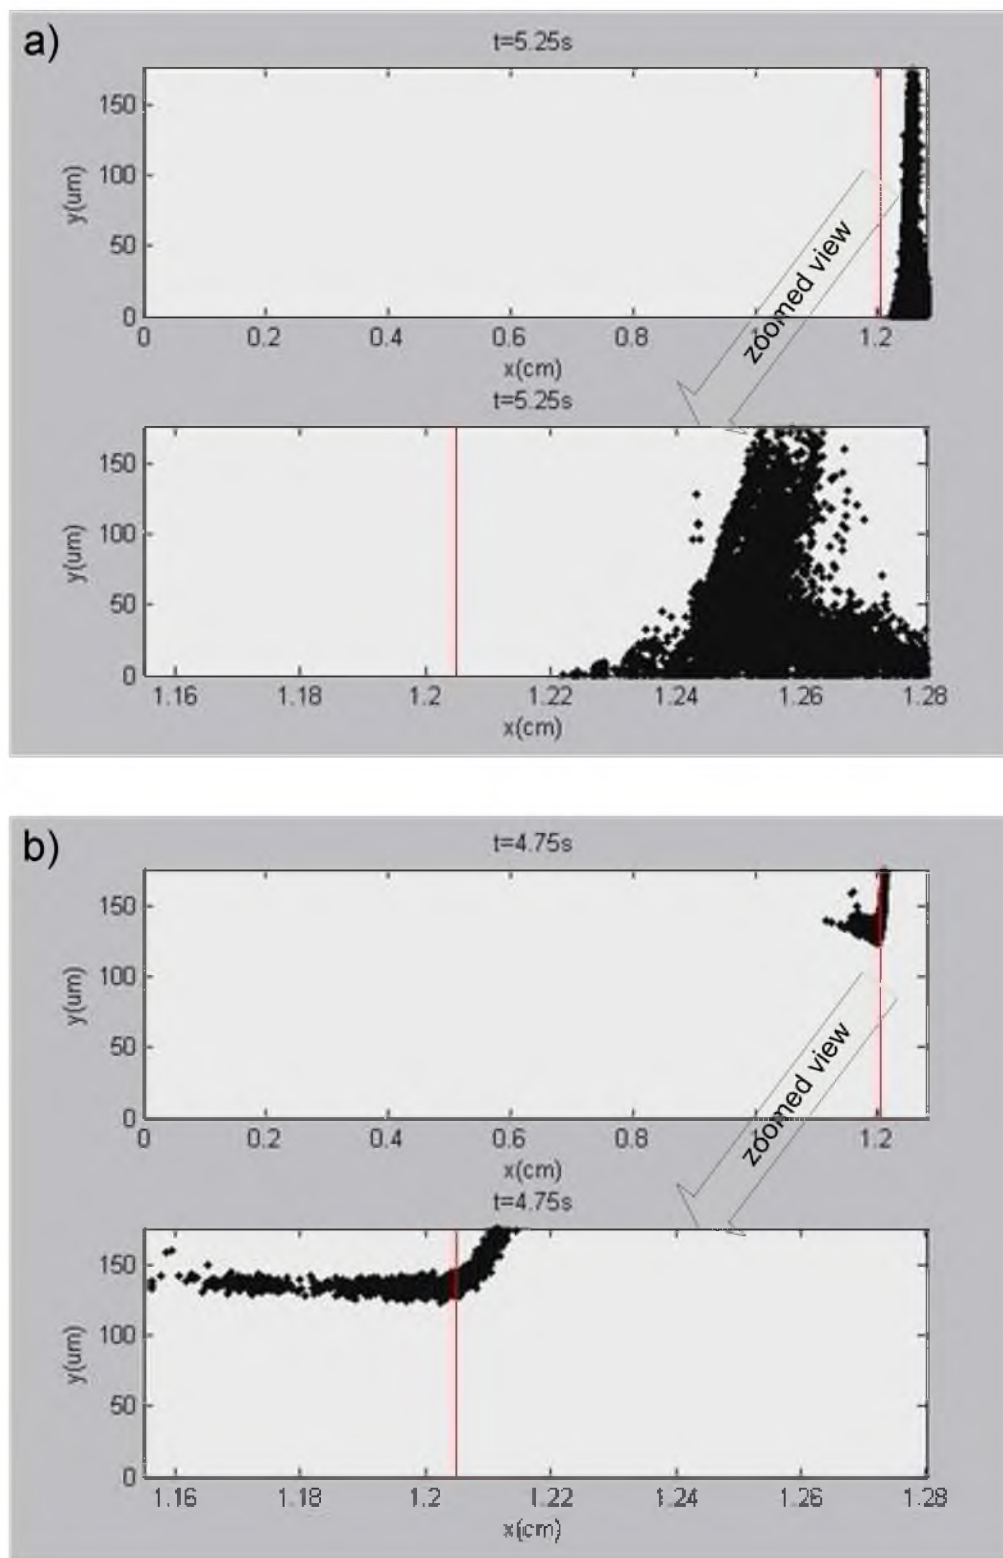 a)
t=5.25s
150
100
50
0
y(um)
0 0.2 0.4 0.6 0.8 1 1.2
x(cm)
zoomed view
t=5.25s
150
100
50
0
y(um)
1.16 1.18 1.2 1.22 1.24 1.26 1.28
x(cm)
b)
t=4.75s
150
100
50
0
y(um)
0 0.2 0.4 0.6 0.8 1 1.2
x(cm)
zoomed view
t=4.75s
150
100
50
0
y(um)
1.16 1.18 1.2 1.22 1.24 1.26 1.28
x(cm)